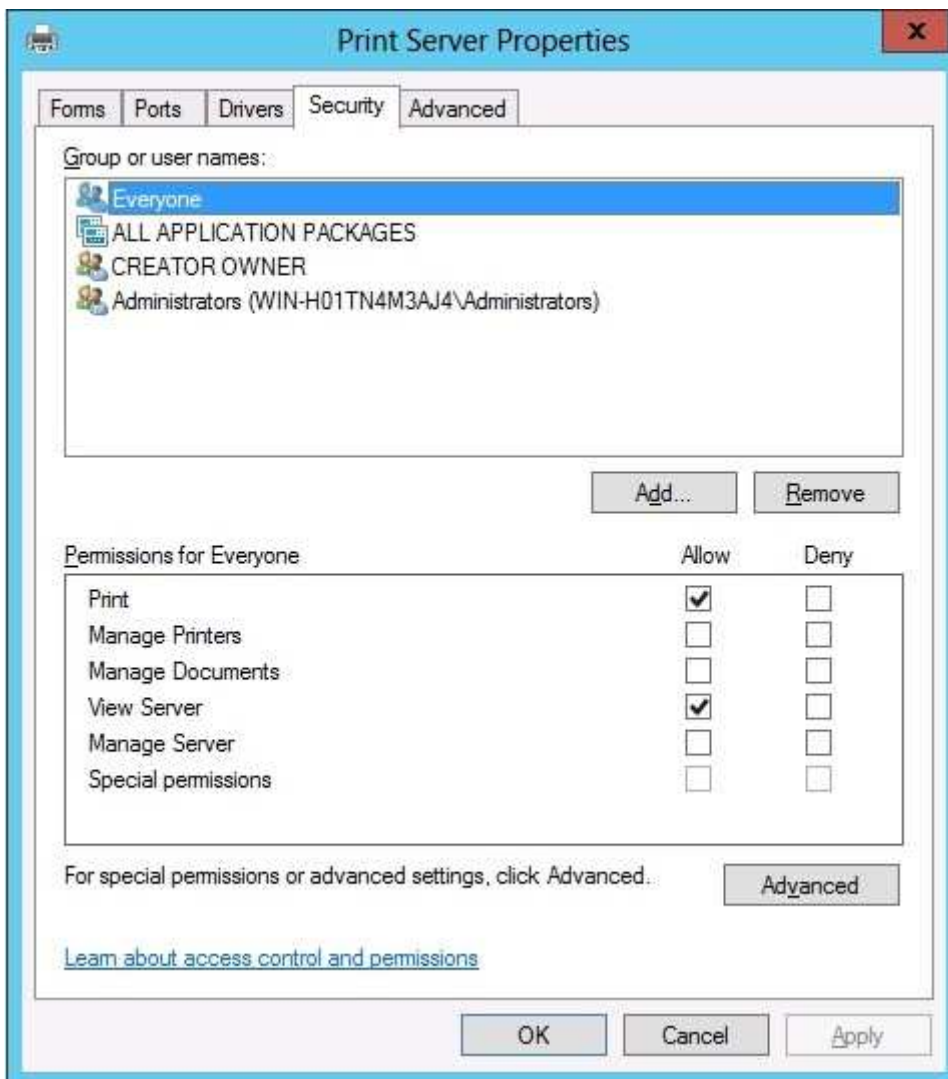 Print Server Properties
x
Forms Ports Drivers Security Advanced
Group or user names:
Everyone
ALL APPLICATION PACKAGES
CREATOR OWNER
Administrators (WIN-H01TN4M3AJ4\Administrators)
Add... Remove
Permissions for Everyone Allow Deny
Print
Manage Printers
Manage Documents
View Server
Manage Server
Special permissions
For special permissions or advanced settings, click Advanced. Advanced
Learn about access control and permissions
OK Cancel Apply